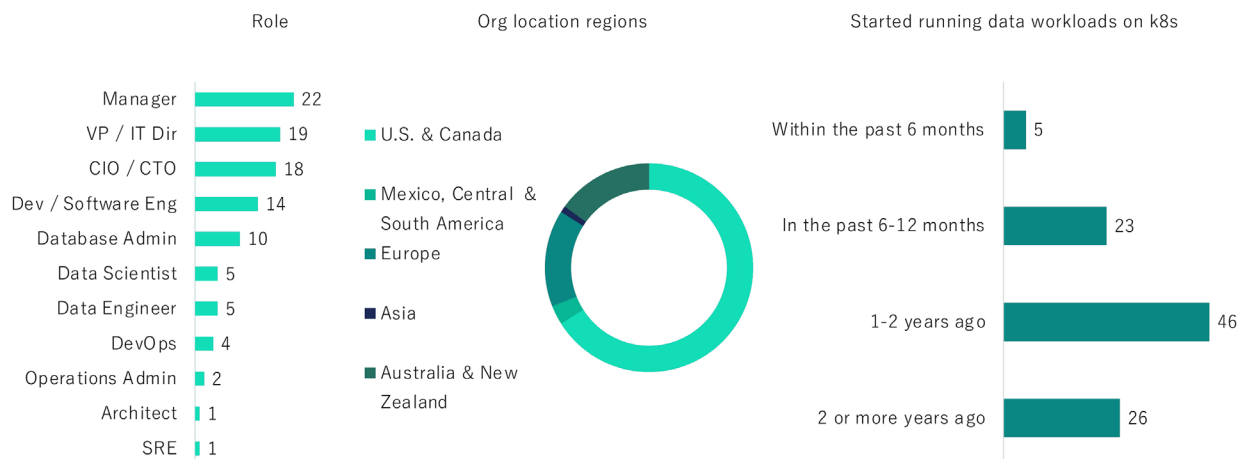 Role
Manager 22
VP / IT Dir 19
CIO / CTO 18
Dev / Software Eng 14
Database Admin 10
Data Scientist 5
Data Engineer 5
DevOps 4
Operations Admin 2
Architect 1
SRE 1
Org location regions
U.S. & Canada
Mexico, Central &
South America
Europe
Asia
Australia & New
Zealand
Started running data workloads on k8s
Within the past 6 months 5
In the past 6-12 months 23
1-2 years ago 46
2 or more years ago 26